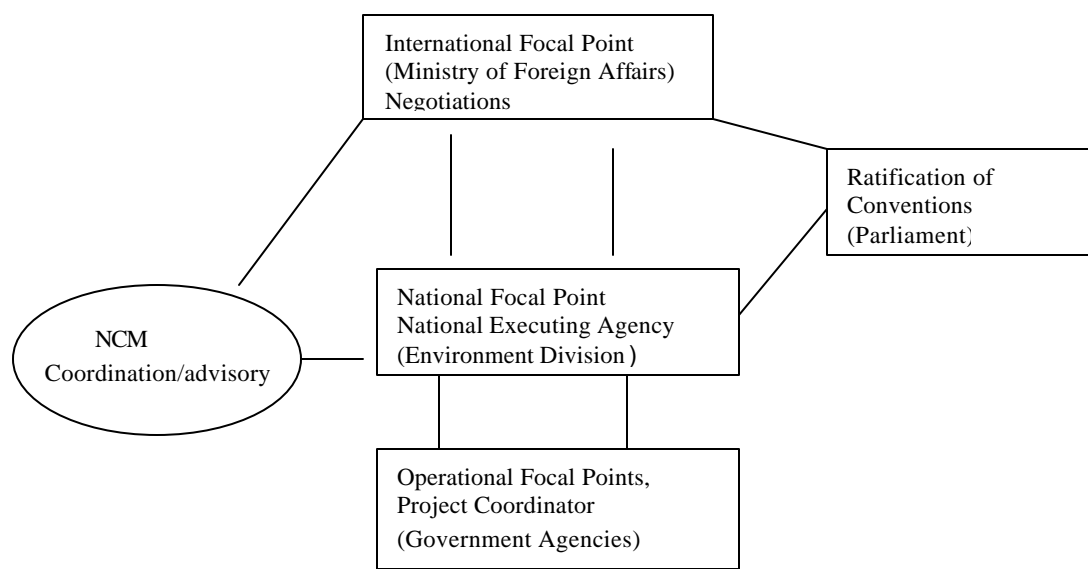 International Focal Point
(Ministry of Foreign Affairs)
Negotiations
Ratification of
Conventions
(Parliament)
National Focal Point
National Executing Agency
(Environment Division)
NCM
Coordination/advisory
Operational Focal Points,
Project Coordinator
(Government Agencies)